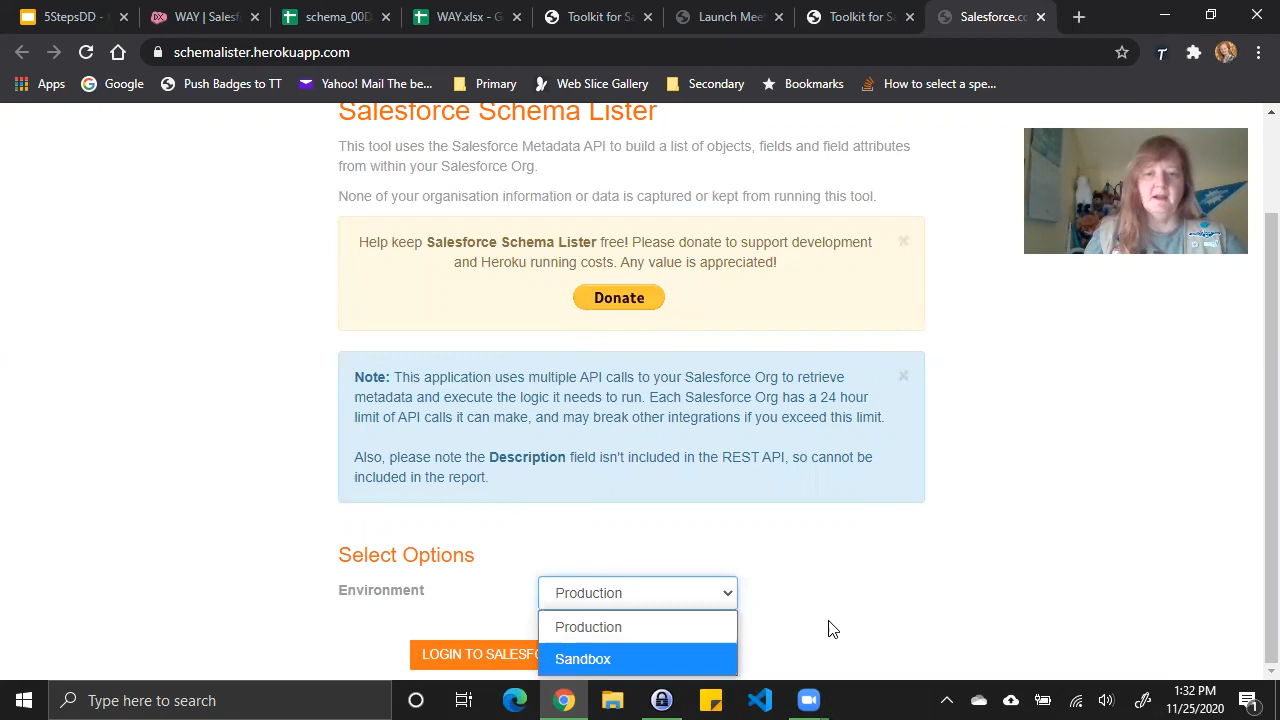 5StepsDD -
WAY | Salesf
schema_00D
WAY.xlsx - G
Toolkit for Sa
Launch Meet
Toolkit for Sa
Salesforce.co
schemalister.herokuapp.com
Apps
Google
Push Badges to TT
Yahoo! Mail The be...
Primary
Web Slice Gallery
Secondary
Bookmarks
How to select a spe...
Salesforce Schema Lister
This tool uses the Salesforce Metadata API to build a list of objects, fields and field attributes
from within your Salesforce Org.
None of your organisation information or data is captured or kept from running this tool.
Help keep Salesforce Schema Lister free! Please donate to support development
and Heroku running costs. Any value is appreciated!
Donate
Note: This application uses multiple API calls to your Salesforce Org to retrieve
metadata and execute the logic it needs to run. Each Salesforce Org has a 24 hour
limit of API calls it can make, and may break other integrations if you exceed this limit.
Also, please note the Description field isn't included in the REST API, so cannot be
included in the report.
Select Options
Environment
Production
Production
LOGIN TO SALESFO
Sandbox
Type here to search
1:32 PM
11/25/2020
1